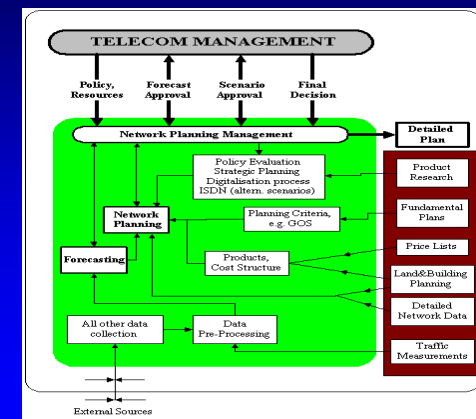 TELECOM MANAGEMENT
Policy,
Resources
Forecast
Approval
Scenario
Approval
Final
Decision
Network Planning Management
Detailed
Plan
Policy Evaluation
Strategic Planning
Digitalisation process
ISDN (altern. scenarios)
Product
Research
Network
Planning
Planning Criteria,
e.g. GOS
Fundamental
Plans
Forecasting
Products,
Cost Structure
Price Lists
Land&Building
Planning
Detailed
Network Data
All other data
collection
Data
Pre-Processing
Traffic
Measurements
External Sources